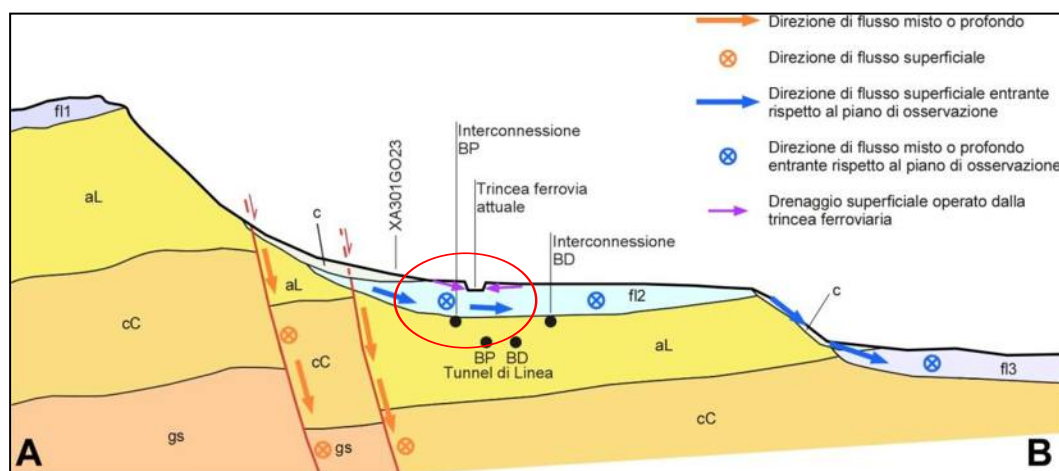 Direzione di flusso misto o profondo
Direzione di flusso superficiale
Direzione di flusso superficiale entrante
rispetto al piano di osservazione
Direzione di flusso misto o profondo
entrante rispetto al piano di osservazione
Drenaggio superficiale operato dalla
trincea ferroviaria
fl1
aL
cC
gs
c
XA301GO23
Interconnessione
BP
Trincea ferrovia
attuale
Interconnessione
BD
aL
cC
gs
fl2
BP BD
Tunnel di Linea
aL
cC
c
fl3
A
B